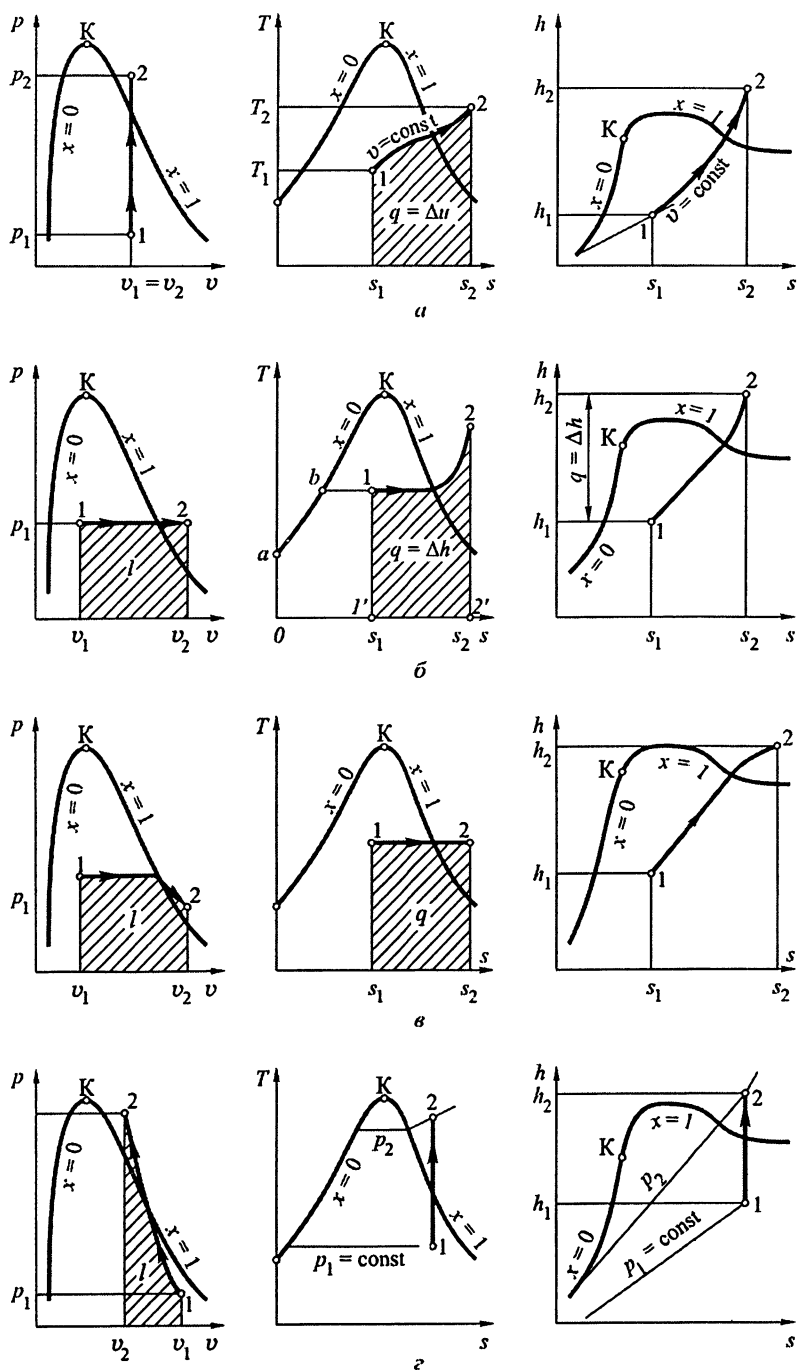 p T h
K K h₂
p₂ 2 x = 0 x = 1 x = 1
x = 0 T₂ 2 K 2
x = 1 v = const x = 0
T₁ 1 h₁ v = const
p₁ 1 q = Δu 1
v₁ = v₂ v s₁ s₂ s s₁ s₂ s
а
p T h
K K h₂ 2
x = 0 x = 1 x = 0 x = 1 2 q = Δh x = 1
b 1 K
p₁ 1 2 a h₁ 1
l q = Δh x = 0
1′ 2′
v₁ v₂ v 0 s₁ s₂ s s₁ s₂ s
б
p T h
K K h₂ 2
x = 0 x = 1 x = 0 x = 1 K x = 1
1 1 2 x = 0
p₁ 2 h₁ 1
l q s s
v₁ v₂ v s₁ s₂ s₁ s₂
в
p T h
K K h₂ 2
2 2 x = 1
x = 0 p₂ K
x = 0 p₂
x = 1 x = 1 h₁ 1
l 1 x = 0
p₁ 1 p₁ = const p₁ = const
v₂ v₁ v s s
г